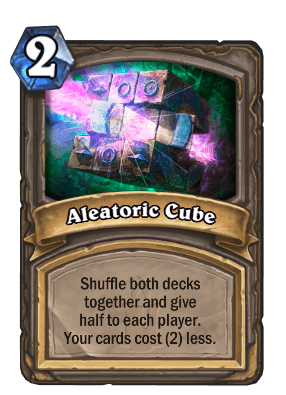 2
Aleatoric Cube
Shuffle both decks
together and give
half to each player.
Your cards cost (2) less.